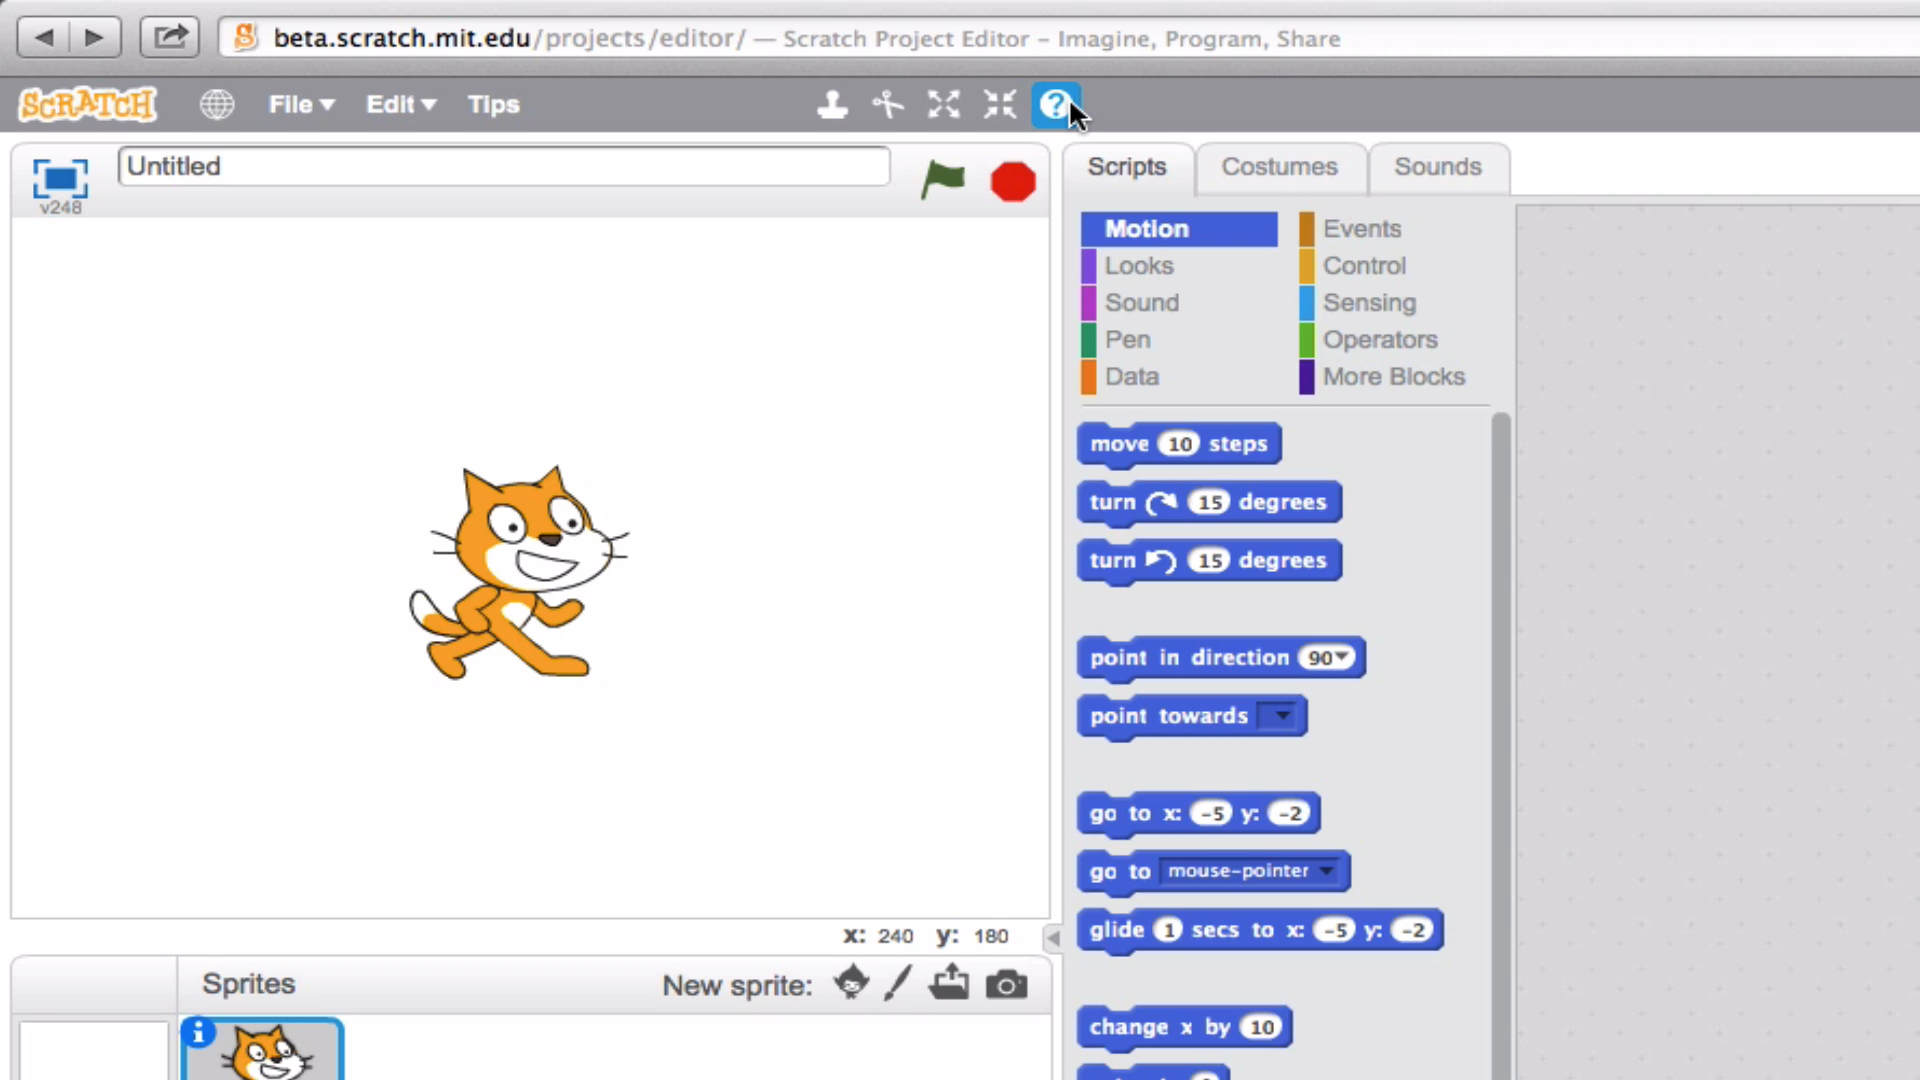 beta.scratch.mit.edu/projects/editor/ — Scratch Project Editor – Imagine, Program, Share
SCRATCH File Edit Tips ?
Untitled
v248
Scripts Costumes Sounds
Motion Events
Looks Control
Sound Sensing
Pen Operators
Data More Blocks
move 10 steps
turn 15 degrees
turn 15 degrees
point in direction 90
point towards
go to x: -5 y: -2
go to mouse-pointer
glide 1 secs to x: -5 y: -2
change x by 10
x: 240 y: 180
Sprites New sprite:
i